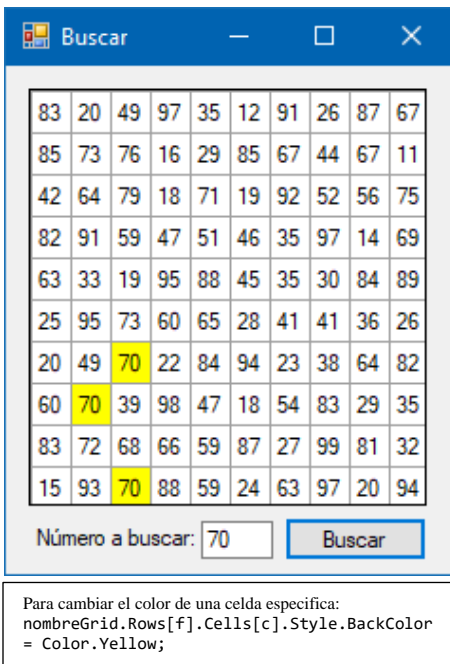 Buscar
83 20 49 97 35 12 91 26 87 67
85 73 76 16 29 85 67 44 67 11
42 64 79 18 71 19 92 52 56 75
82 91 59 47 51 46 35 97 14 69
63 33 19 95 88 45 35 30 84 89
25 95 73 60 65 28 41 41 36 26
20 49 70 22 84 94 23 38 64 82
60 70 39 98 47 18 54 83 29 35
83 72 68 66 59 87 27 99 81 32
15 93 70 88 59 24 63 97 20 94
Número a buscar: 70 Buscar
Para cambiar el color de una celda especifica:
nombreGrid.Rows[f].Cells[c].Style.BackColor
= Color.Yellow;